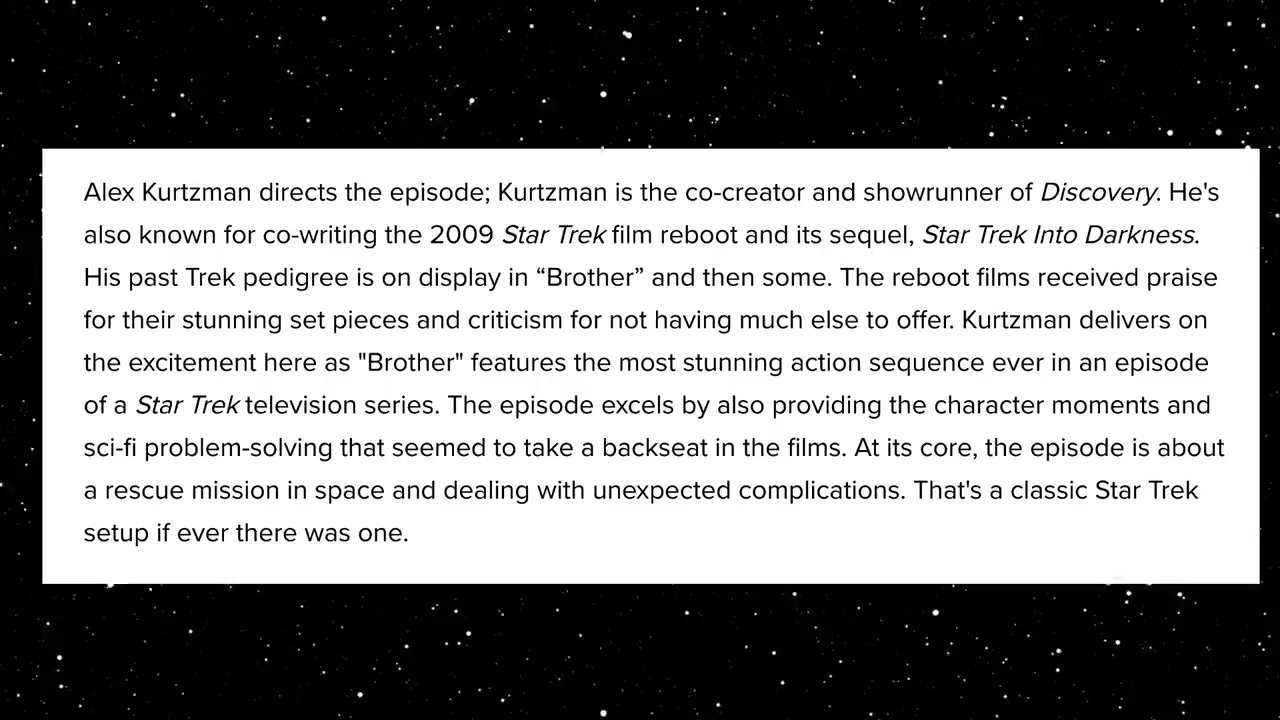 Alex Kurtzman directs the episode; Kurtzman is the co-creator and showrunner of Discovery. He's
also known for co-writing the 2009 Star Trek film reboot and its sequel, Star Trek Into Darkness.
His past Trek pedigree is on display in “Brother” and then some. The reboot films received praise
for their stunning set pieces and criticism for not having much else to offer. Kurtzman delivers on
the excitement here as "Brother" features the most stunning action sequence ever in an episode
of a Star Trek television series. The episode excels by also providing the character moments and
sci-fi problem-solving that seemed to take a backseat in the films. At its core, the episode is about
a rescue mission in space and dealing with unexpected complications. That's a classic Star Trek
setup if ever there was one.